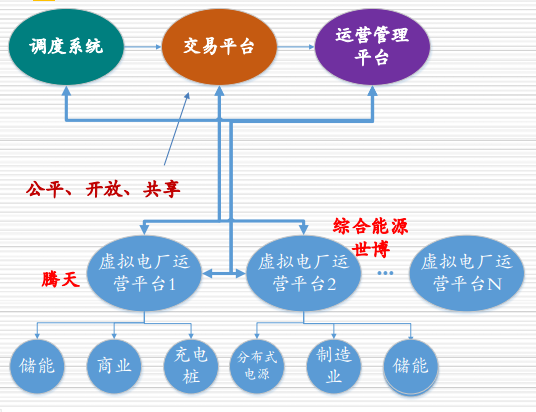 调度系统
交易平台
运营管理
平台
公平、开放、共享
综合能源
世博
腾天
虚拟电厂运
营平台1
虚拟电厂运
营平台2
...
虚拟电厂运
营平台N
储能
商业
充电
桩
分布式
电源
制造
业
储能